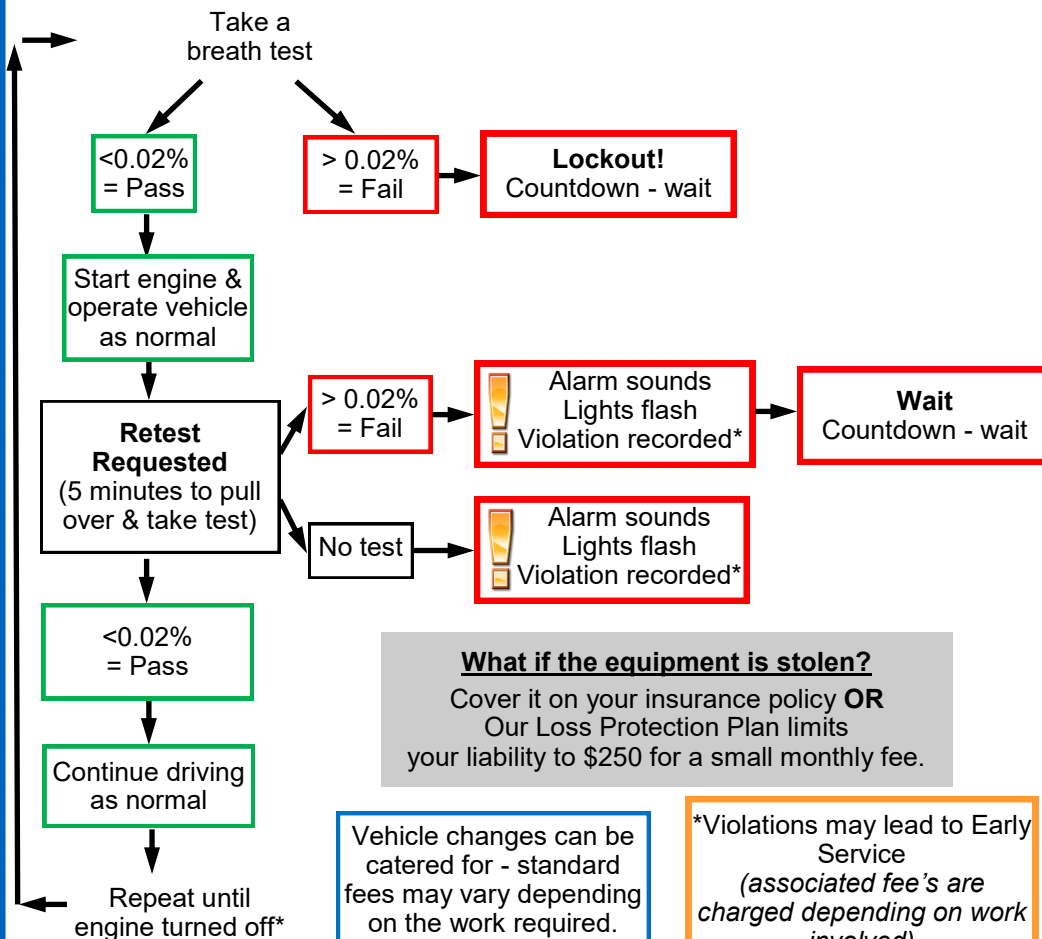 Take a
breath test
<0.02%
= Pass
> 0.02%
= Fail
Lockout!
Countdown - wait
Start engine &
operate vehicle
as normal
Retest
Requested
(5 minutes to pull
over & take test)
> 0.02%
= Fail
Alarm sounds
Lights flash
Violation recorded*
Wait
Countdown - wait
No test
Alarm sounds
Lights flash
Violation recorded*
<0.02%
= Pass
Continue driving
as normal
Repeat until
engine turned off*
What if the equipment is stolen?
Cover it on your insurance policy OR
Our Loss Protection Plan limits
your liability to $250 for a small monthly fee.
Vehicle changes can be
catered for - standard
fees may vary depending
on the work required.
*Violations may lead to Early
Service
(associated fee's are
charged depending on work
involved)